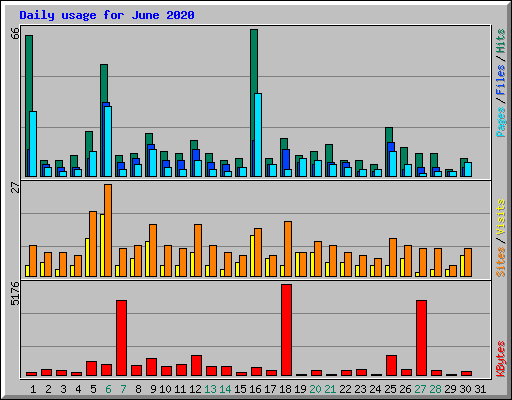 Daily usage for June 2020
66
Pages / Files / Hits
27
Sites / Visits
5176
KBytes
1 2 3 4 5 6 7 8 9 10 11 12 13 14 15 16 17 18 19 20 21 22 23 24 25 26 27 28 29 30 31